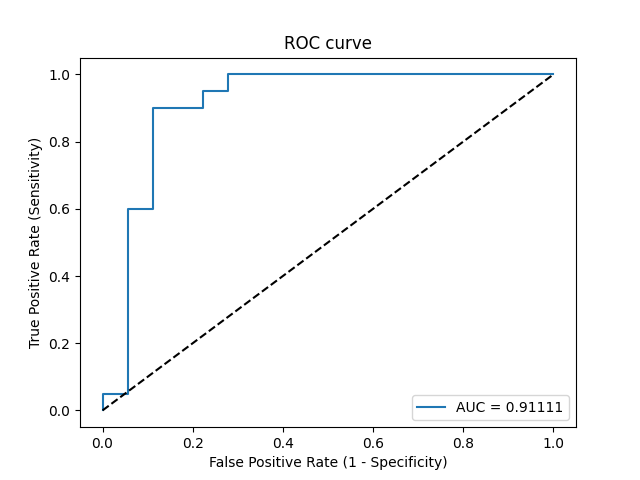 ROC curve
True Positive Rate (Sensitivity)
1.0
0.8
0.6
0.4
0.2
0.0
AUC = 0.91111
0.0 0.2 0.4 0.6 0.8 1.0
False Positive Rate (1 - Specificity)